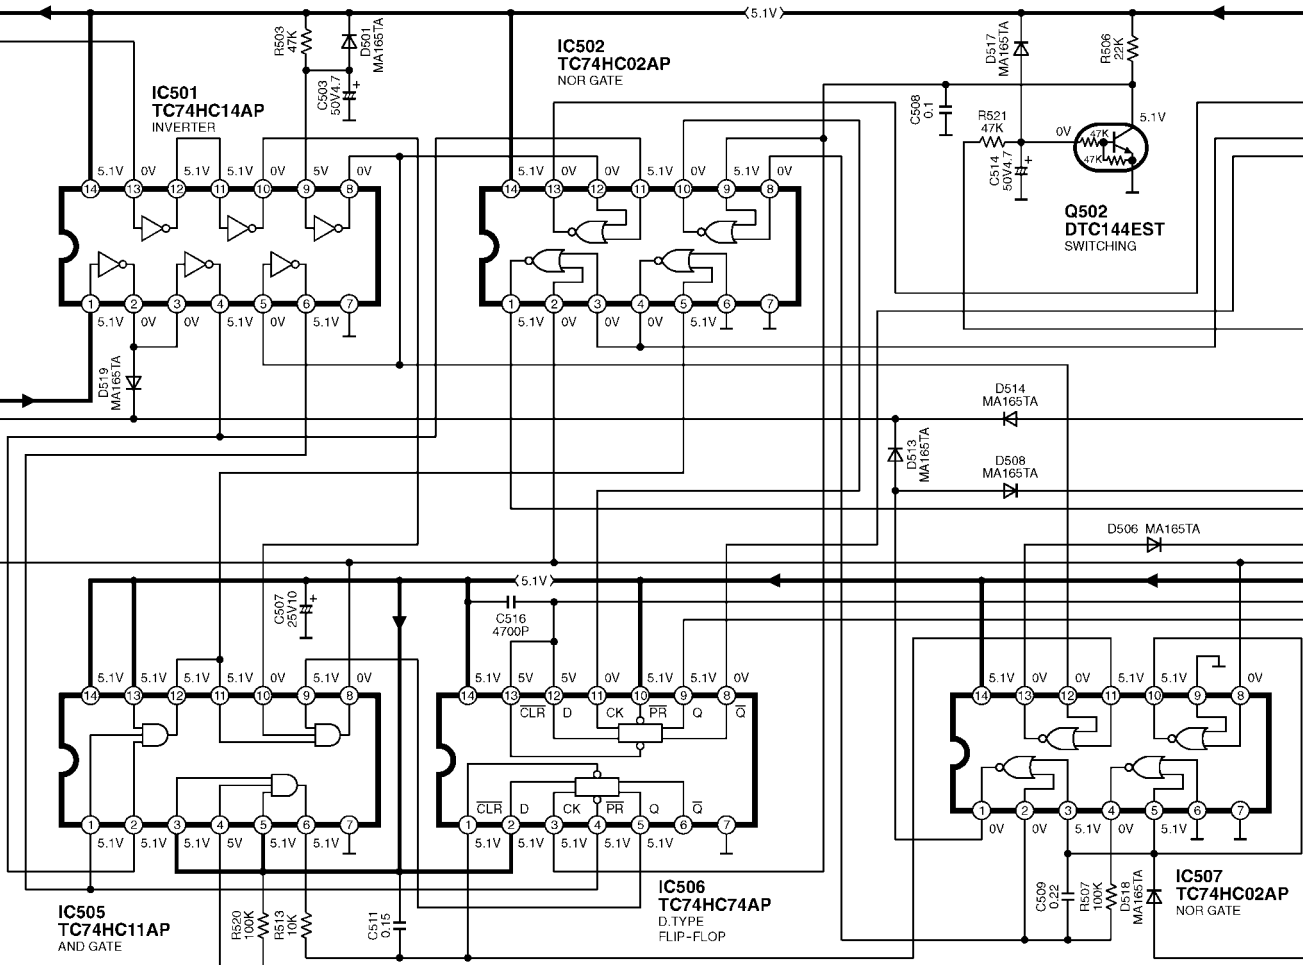 (5.1V)
R503 47K
D501 MA165TA
C503 50V4.7 +
IC501
TC74HC14AP
INVERTER
IC502
TC74HC02AP
NOR GATE
D517 MA165TA
R506 22K
C508 0.1
R521 47K
C514 50V4.7 +
0V
5.1V
47K
47K
Q502
DTC144EST
SWITCHING
5.1V 0V 5.1V 5.1V 0V 5V 0V
14 13 12 11 10 9 8
1 2 3 4 5 6 7
5.1V 0V 0V 5.1V 0V 5.1V
5.1V 0V 0V 5.1V 0V 5.1V 0V
14 13 12 11 10 9 8
1 2 3 4 5 6 7
5.1V 0V 0V 0V 5.1V
D519 MA165TA
D514
MA165TA
D513 MA165TA
D508
MA165TA
D506 MA165TA
(5.1V)
C507 25V10 +
C516
4700P
5.1V 5.1V 5.1V 5.1V 0V 5.1V 0V
14 13 12 11 10 9 8
1 2 3 4 5 6 7
5.1V 5.1V 5.1V 5V 5.1V 5.1V
5.1V 5V 5V 0V 5.1V 5.1V 0V
14 13 12 11 10 9 8
CLR D CK PR Q Q
CLR D CK PR Q Q
1 2 3 4 5 6 7
5.1V 5.1V 5.1V 5.1V 5.1V
5.1V 0V 0V 5.1V 5.1V 0V
14 13 12 11 10 9 8
1 2 3 4 5 6 7
0V 0V 5.1V 0V 5.1V
IC505
TC74HC11AP
AND GATE
R520 100K
R513 10K
C511 0.15
IC506
TC74HC74AP
D.TYPE
FLIP-FLOP
C509 0.22
R507 100K
D518 MA165TA
IC507
TC74HC02AP
NOR GATE